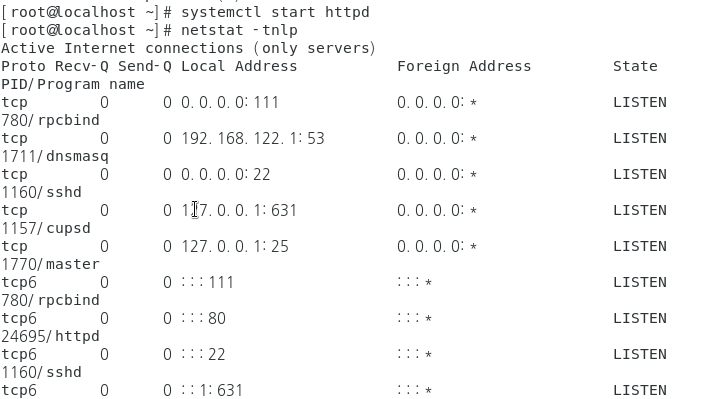 [root@localhost ~]# systemctl start httpd
[root@localhost ~]# netstat -tnlp
Active Internet connections (only servers)
Proto Recv-Q Send-Q Local Address           Foreign Address         State
PID/Program name
tcp        0      0 0.0.0.0:111             0.0.0.0:*               LISTEN
780/rpcbind
tcp        0      0 192.168.122.1:53        0.0.0.0:*               LISTEN
1711/dnsmasq
tcp        0      0 0.0.0.0:22              0.0.0.0:*               LISTEN
1160/sshd
tcp        0      0 127.0.0.1:631           0.0.0.0:*               LISTEN
1157/cupsd
tcp        0      0 127.0.0.1:25            0.0.0.0:*               LISTEN
1770/master
tcp6       0      0 :::111                  :::*                    LISTEN
780/rpcbind
tcp6       0      0 :::80                   :::*                    LISTEN
24695/httpd
tcp6       0      0 :::22                   :::*                    LISTEN
1160/sshd
tcp6       0      0 ::1:631                 :::*                    LISTEN